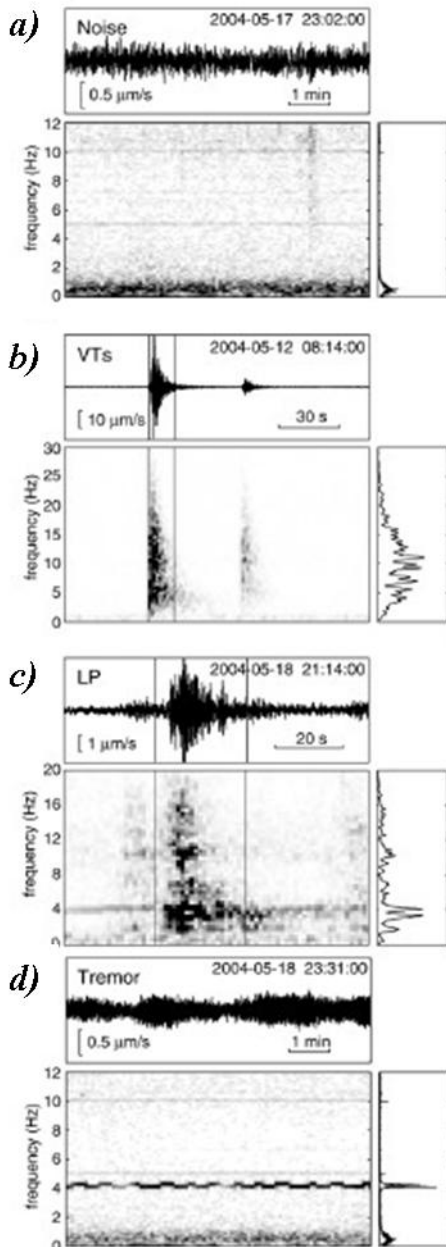 a)
Noise 2004-05-17 23:02:00
0.5 μm/s 1 min
12
10
8
6
4
2
0
frequency (Hz)
b)
VTs 2004-05-12 08:14:00
10 μm/s 30 s
30
25
20
15
10
5
0
frequency (Hz)
c)
LP 2004-05-18 21:14:00
1 μm/s 20 s
20
16
12
8
4
0
frequency (Hz)
d)
Tremor 2004-05-18 23:31:00
0.5 μm/s 1 min
12
10
8
6
4
2
0
frequency (Hz)